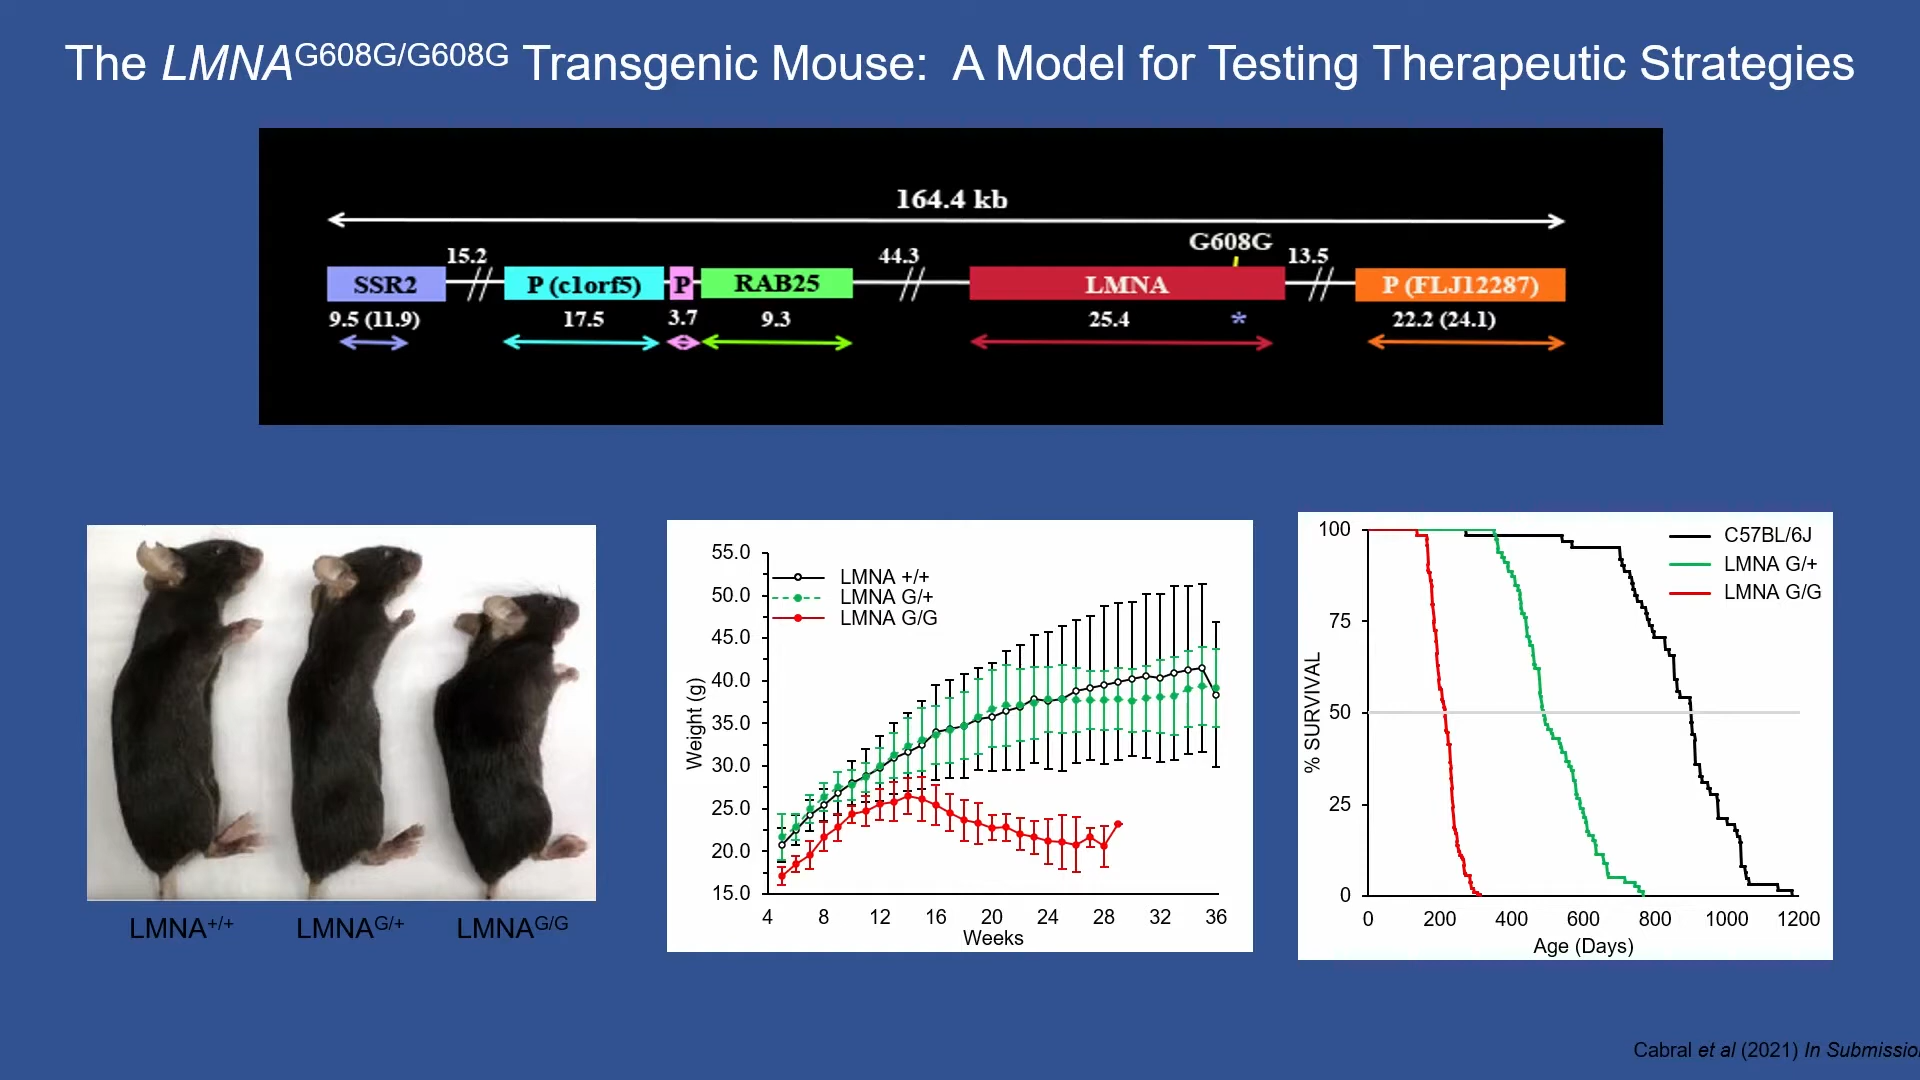 The LMNAG608G/G608G Transgenic Mouse: A Model for Testing Therapeutic Strategies
164.4 kb
15.2
44.3
G608G
13.5
SSR2
P (c1orf5)
P
RAB25
LMNA
P (FLJ12287)
9.5 (11.9)
17.5
3.7
9.3
25.4
*
22.2 (24.1)
LMNA+/+
LMNAG/+
LMNAG/G
55.0
50.0
45.0
40.0
35.0
30.0
25.0
20.0
15.0
Weight (g)
LMNA +/+
LMNA G/+
LMNA G/G
4 8 12 16 20 24 28 32 36
Weeks
100
75
50
25
0
% SURVIVAL
C57BL/6J
LMNA G/+
LMNA G/G
0 200 400 600 800 1000 1200
Age (Days)
Cabral et al (2021) In Submission